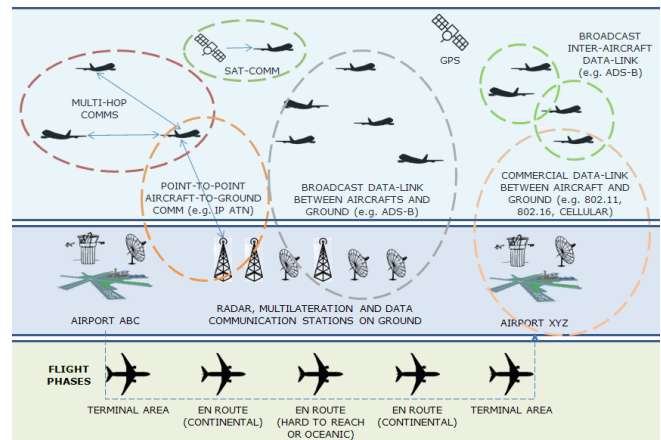 GPS
BROADCAST
INTER-AIRCRAFT
DATA-LINK
(e.g. ADS-B)
SAT-COMM
MULTI-HOP
COMMS
POINT-TO-POINT
AIRCRAFT-TO-GROUND
COMM (e.g. IP ATN)
BROADCAST DATA-LINK
BETWEEN AIRCRAFTS AND
GROUND (e.g. ADS-B)
COMMERCIAL DATA-LINK
BETWEEN AIRCRAFT AND
GROUND (e.g. 802.11,
802.16, CELLULAR)
AIRPORT ABC
RADAR, MULTILATERATION AND DATA
COMMUNICATION STATIONS ON GROUND
AIRPORT XYZ
FLIGHT
PHASES
TERMINAL AREA
EN ROUTE
(CONTINENTAL)
EN ROUTE
(HARD TO REACH
OR OCEANIC)
EN ROUTE
(CONTINENTAL)
TERMINAL AREA